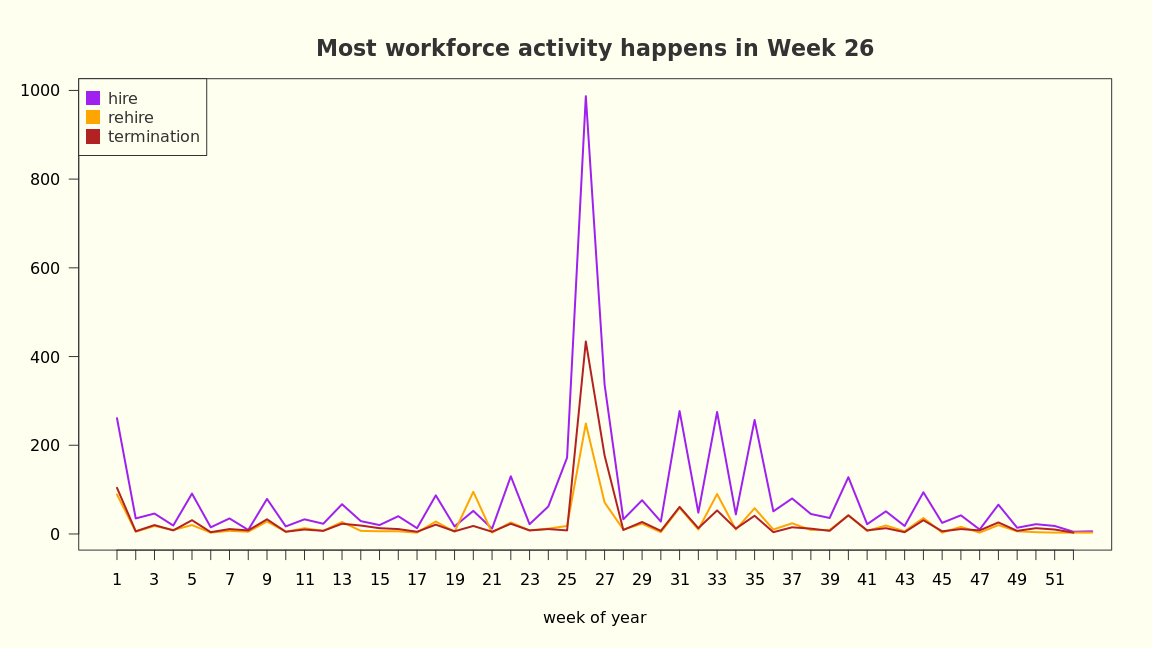 Most workforce activity happens in Week 26
hire
rehire
termination
1000
800
600
400
200
0
1 3 5 7 9 11 13 15 17 19 21 23 25 27 29 31 33 35 37 39 41 43 45 47 49 51
week of year